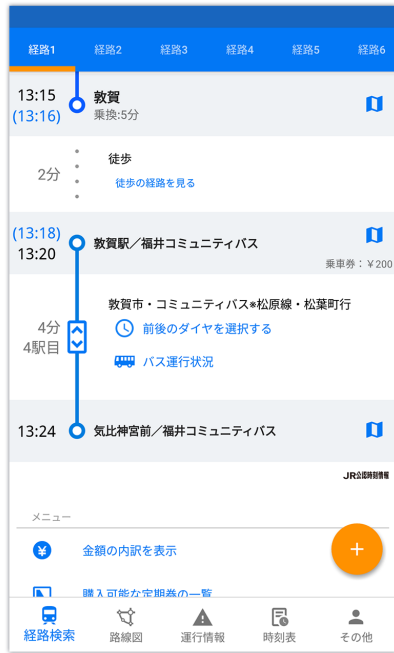 経路1 経路2 経路3 経路4 経路5 経路6
13:15 敦賀
(13:16) 乗換:5分
2分 徒歩
徒歩の経路を見る
(13:18)
13:20 敦賀駅／福井コミュニティバス
乗車券：￥200
敦賀市・コミュニティバス※松原線・松葉町行
4分 前後のダイヤを選択する
4駅目
バス運行状況
13:24 気比神宮前／福井コミュニティバス
JR公認時刻情報
メニュー
¥ 金額の内訳を表示
+
購入可能な定期券の一覧
経路検索 路線図 運行情報 時刻表 その他